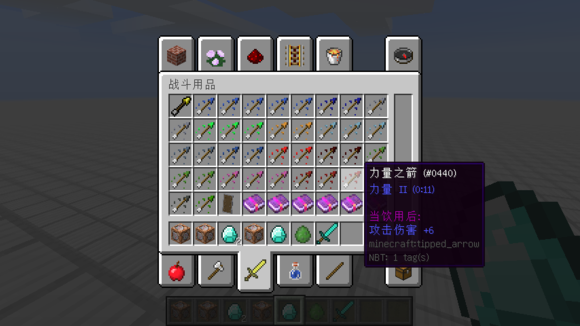 战斗用品
力量之箭 (#0440)
力量 II (0:11)
当饮用后:
攻击伤害 +6
minecraft:tipped_arrow
NBT: 1 tag(s)